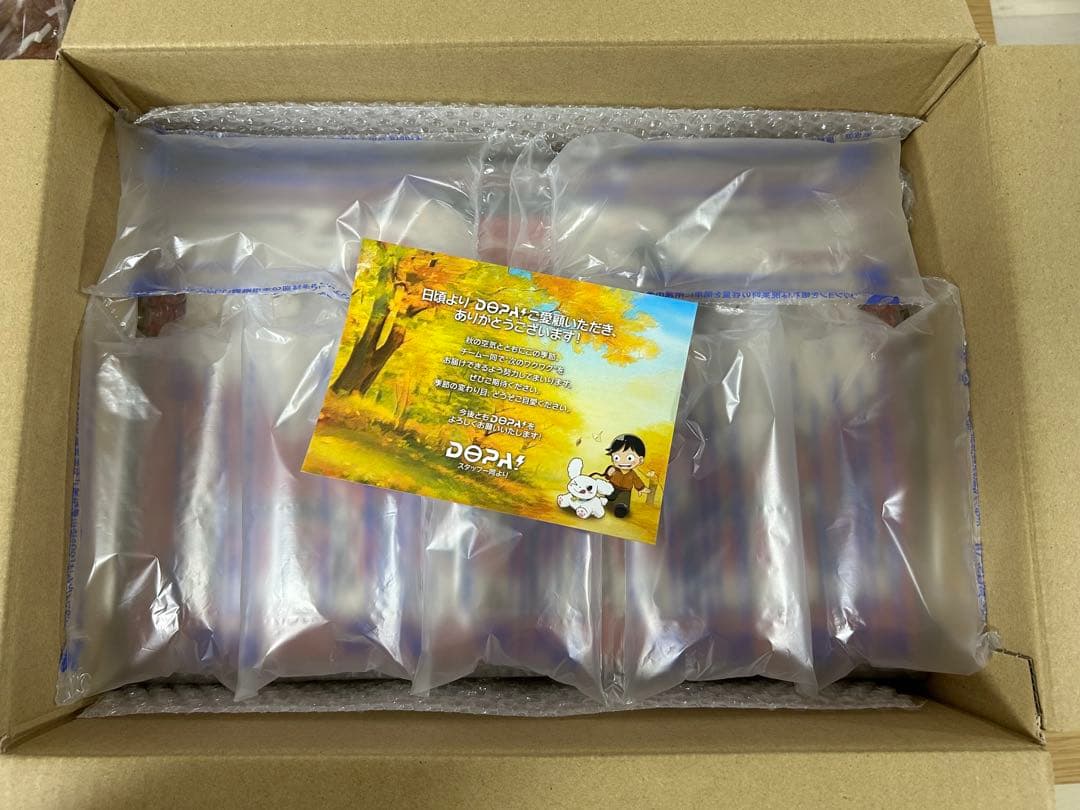 日頃より DOPA! ご愛顧いただき、
ありがとうございます!
秋の空気とともにこの季節、
チーム一同で“次のワクワク”を
お届けできるよう努力してまいります。
ぜひご期待ください。
季節の変わり目、どうぞご自愛ください。
今後ともDOPA!を
よろしくお願いいたします!
DOPA!
スタッフ一同より